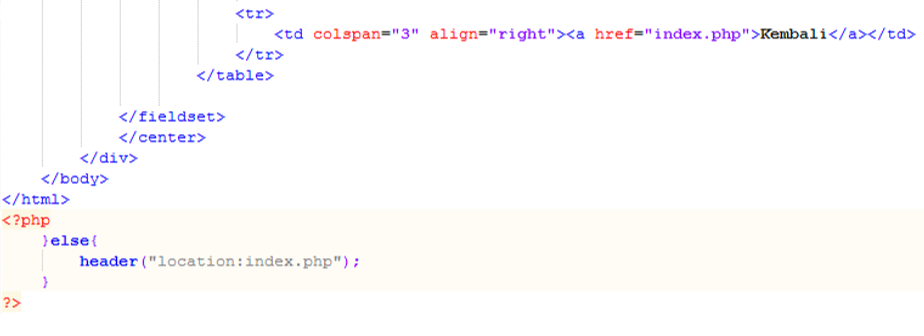 <tr>
<td colspan="3" align="right"><a href="index.php">Kembali</a></td>
</tr>
</table>
</fieldset>
</center>
</div>
</body>
</html>
<?php
}else{
header("location:index.php");
}
?>